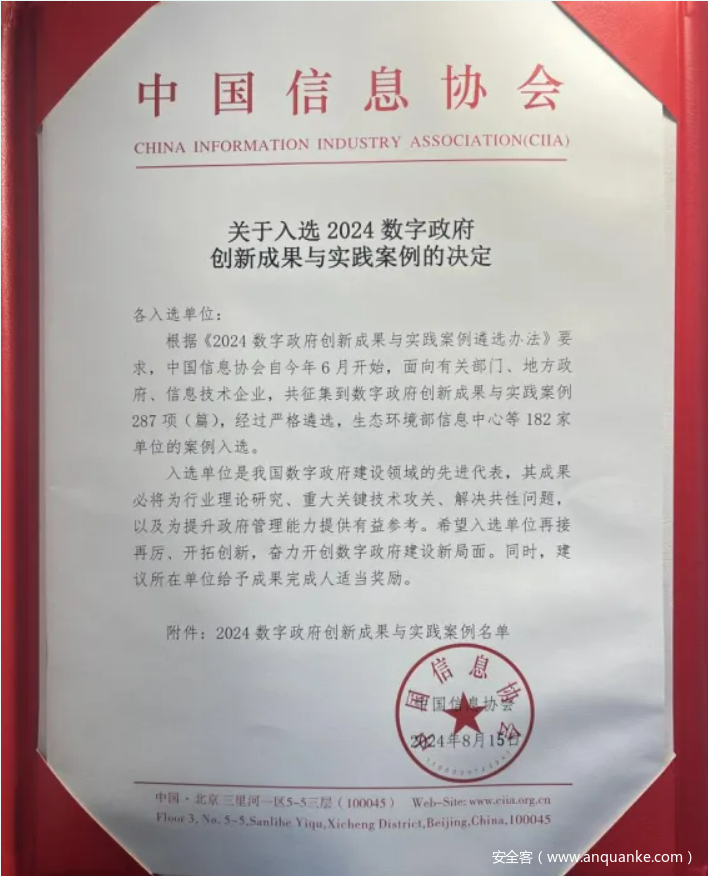 中国信息协会
CHINA INFORMATION INDUSTRY ASSOCIATION(CIIA)
关于入选 2024 数字政府
创新成果与实践案例的决定
各入选单位：
根据《2024 数字政府创新成果与实践案例遴选办法》要
求，中国信息协会自今年 6 月开始，面向有关部门、地方政
府、信息技术企业，共征集到数字政府创新成果与实践案例
287 项（篇），经过严格遴选，生态环境部信息中心等 182 家
单位的案例入选。
入选单位是我国数字政府建设领域的先进代表，其成果
必将为行业理论研究、重大关键技术攻关、解决共性问题，
以及为提升政府管理能力提供有益参考。希望入选单位再接
再厉、开拓创新，奋力开创数字政府建设新局面。同时，建
议所在单位给予成果完成人适当奖励。
附件：2024 数字政府创新成果与实践案例名单
中国信息协会
中国信息协会
2024年8月15日
中国·北京三里河一区5-5三层（100045） Web-Site: www.ciia.org.cn
Floor 3, No. 5-5,Sanlihe Yiqu,Xicheng District,Beijing,China,100045
安全客（www.anquanke.com）